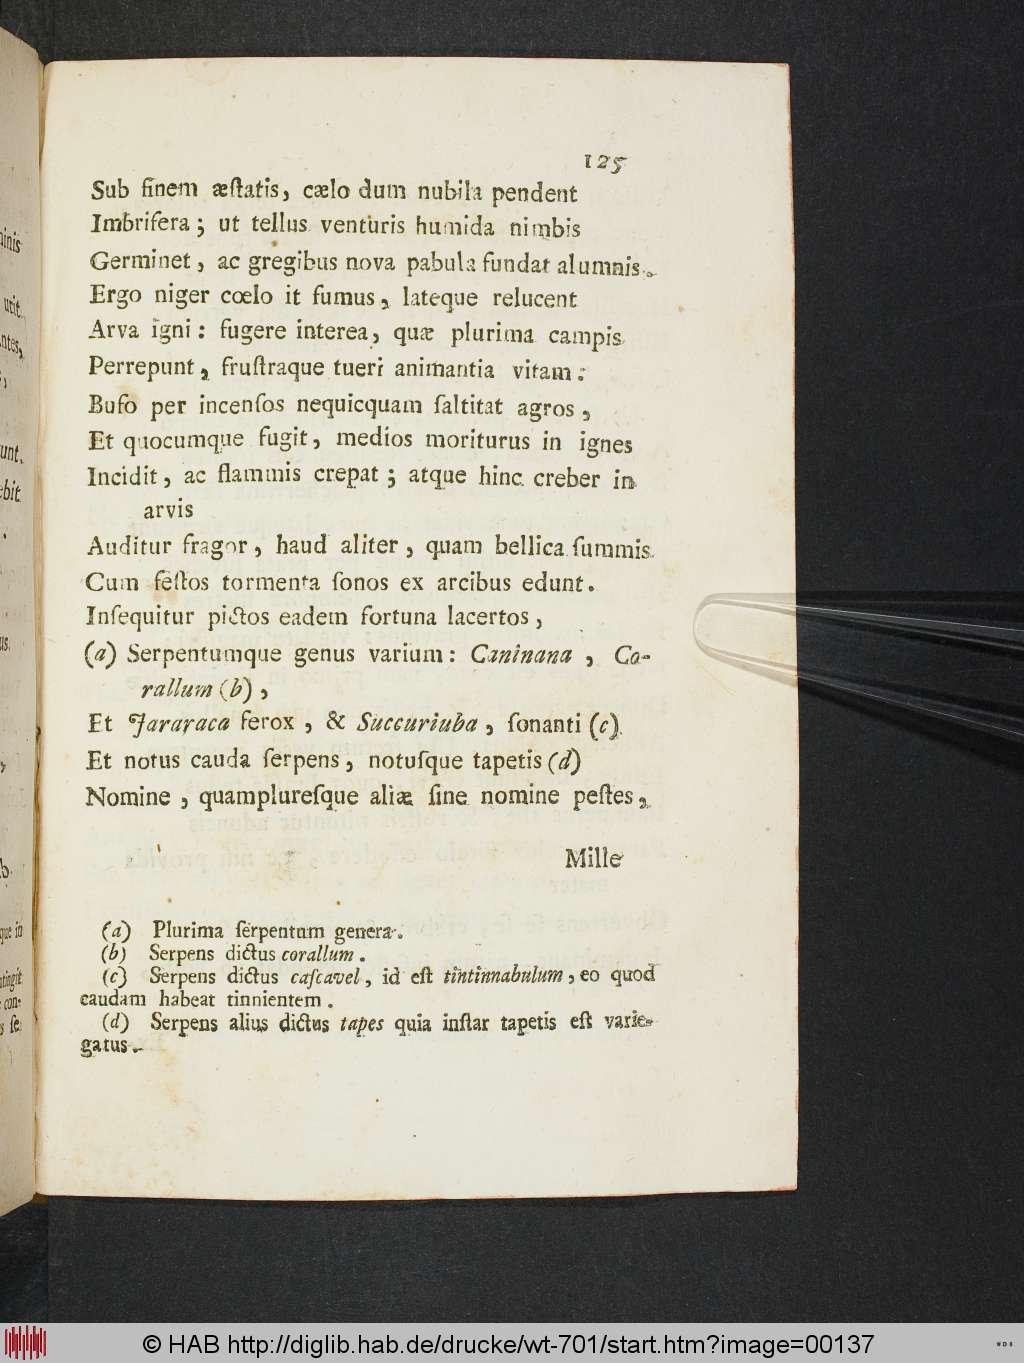 125
Sub finem æſtatis, cælo dum nubila pendent
Imbrifera; ut tellus venturis humida nimbis
Germinet, ac gregibus nova pabula fundat alumnis.
Ergo niger cœlo it fumus, lateque relucent
Arva igni: fugere interea, quæ plurima campis
Perrepunt, fruſtraque tueri animantia vitam:
Bufo per incenſos nequicquam ſaltitat agros,
Et quocumque fugit, medios moriturus in ignes
Incidit, ac flammis crepat; atque hinc creber in
arvis
Auditur fragor, haud aliter, quam bellica ſummis
Cum feſtos tormenta ſonos ex arcibus edunt.
Inſequitur pictos eadem fortuna lacertos,
(a) Serpentumque genus varium: Caninana, Co-
rallum (b),
Et Jararaca ferox, & Succuriuba, ſonanti (c)
Et notus cauda ſerpens, notuſque tapetis (d)
Nomine, quamplureſque aliæ ſine nomine peſtes,
Mille
(a) Plurima ſerpentum genera.
(b) Serpens dictus corallum.
(c) Serpens dictus caſcavel, id eſt tintinnabulum, eo quod
caudam habeat tinnientem.
(d) Serpens alius dictus tapes quia inſtar tapetis eſt varie-
gatus.
© HAB http://diglib.hab.de/drucke/wt-701/start.htm?image=00137